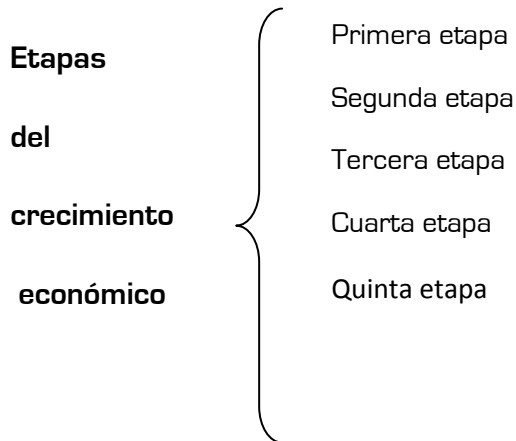 Etapas
del
crecimiento
económico
Primera etapa
Segunda etapa
Tercera etapa
Cuarta etapa
Quinta etapa